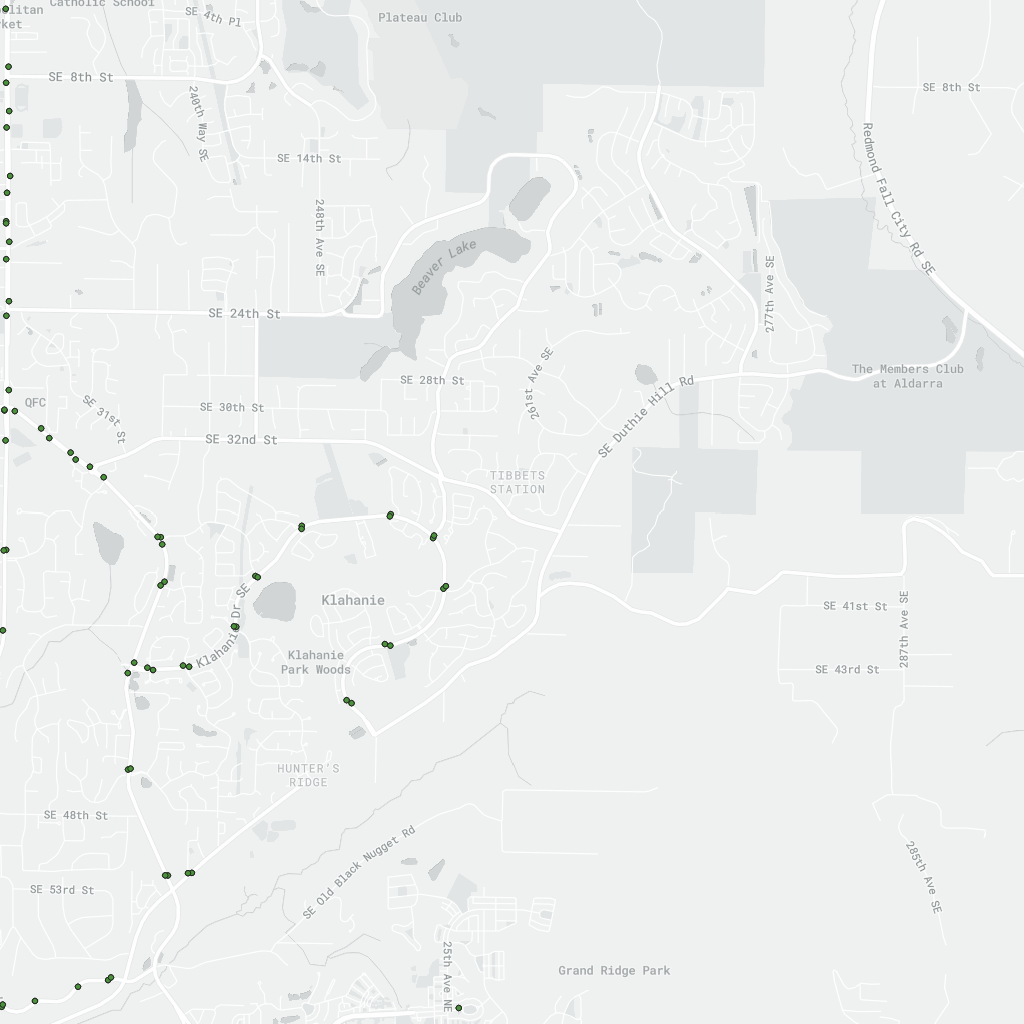 Catholic School
litan
ket
SE 4th Pl
Plateau Club
SE 8th St
SE 8th St
240th Way SE
SE 14th St
Redmond Fall City Rd SE
248th Ave SE
Beaver Lake
277th Ave SE
SE 24th St
SE 28th St
261st Ave SE
The Members Club
at Aldarra
QFC
SE 31st St
SE 30th St
SE Duthie Hill Rd
SE 32nd St
TIBBETS
STATION
Klahanie
Klahanie Dr SE
SE 41st St
287th Ave SE
Klahanie
Park Woods
SE 43rd St
HUNTER'S
RIDGE
SE 48th St
SE Old Black Nugget Rd
285th Ave SE
SE 53rd St
25th Ave NE
Grand Ridge Park